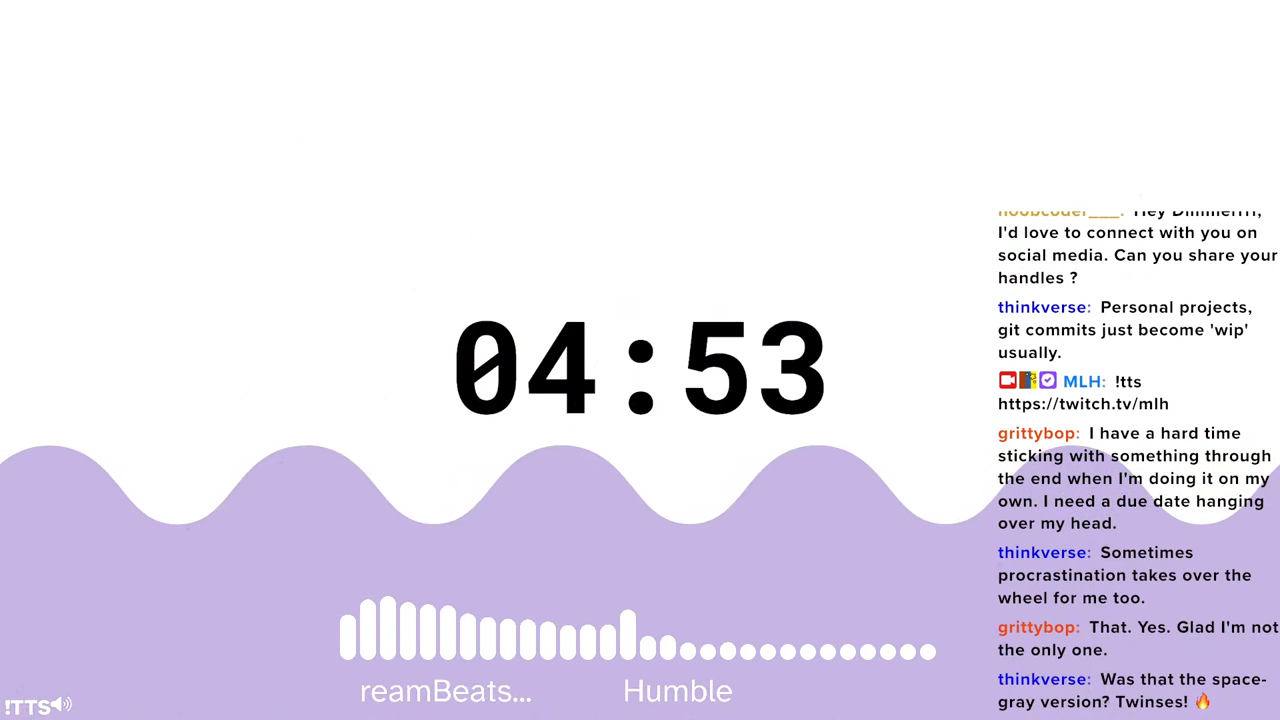 Hey
I'd love to connect with you on
social media. Can you share your
handles ?
thinkverse: Personal projects,
git commits just become 'wip'
usually.
MLH: !tts
https://twitch.tv/mlh
04:53
grittybop: I have a hard time
sticking with something through
the end when I'm doing it on my
own. I need a due date hanging
over my head.
thinkverse: Sometimes
procrastination takes over the
wheel for me too.
grittybop: That. Yes. Glad I'm not
the only one.
thinkverse: Was that the space-
gray version? Twinses! 🔥
reamBeats... Humble
!TTS